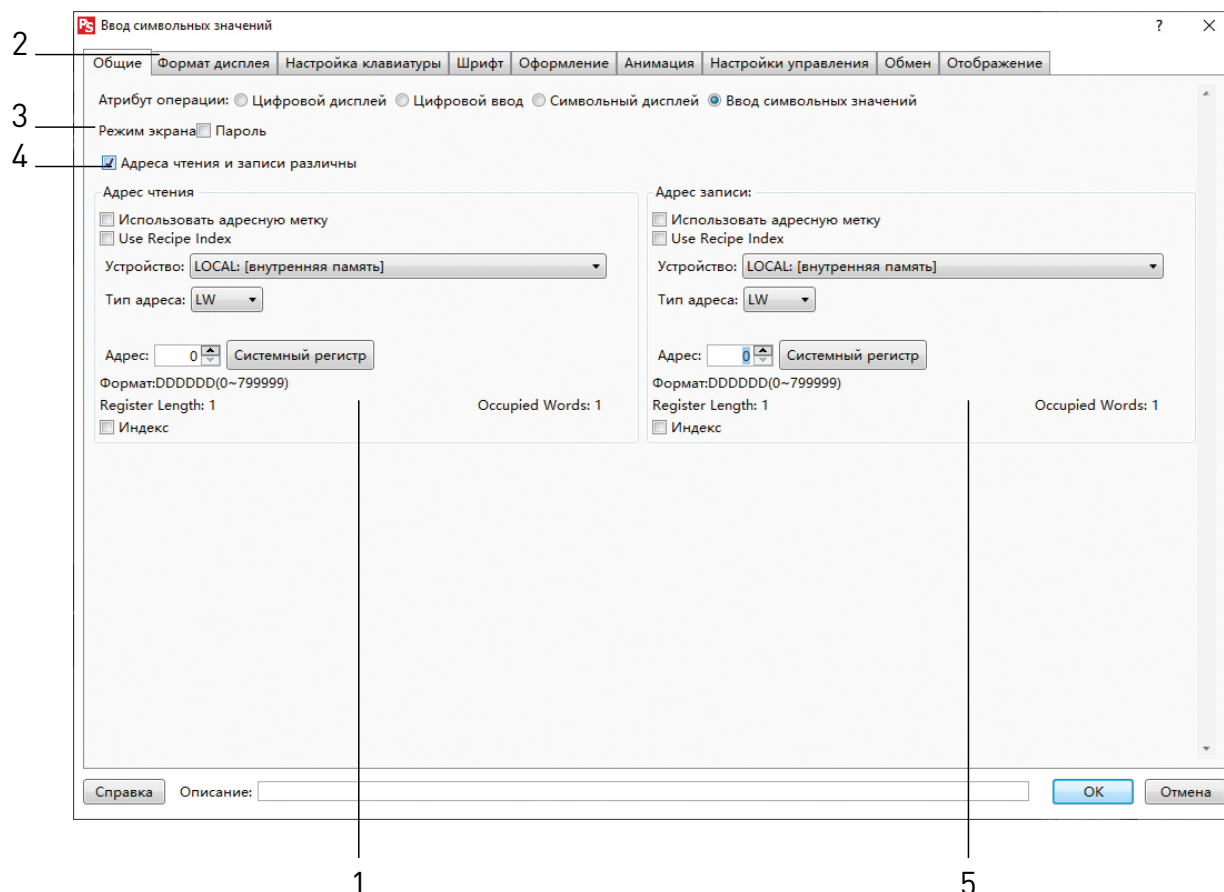 PS Ввод символьных значений ?
2
Общие Формат дисплея Настройка клавиатуры Шрифт Оформление Анимация Настройки управления Обмен Отображение
Атрибут операции: Цифровой дисплей Цифровой ввод Символьный дисплей Ввод символьных значений
3
Режим экрана Пароль
4
Адреса чтения и записи различны
Адрес чтения
Использовать адресную метку
Use Recipe Index
Устройство: LOCAL: [внутренняя память]
Тип адреса: LW
Адрес: 0 Системный регистр
Формат:DDDDDD(0~799999)
Register Length: 1 Occupied Words: 1
Индекс
Адрес записи:
Использовать адресную метку
Use Recipe Index
Устройство: LOCAL: [внутренняя память]
Тип адреса: LW
Адрес: 0 Системный регистр
Формат:DDDDDD(0~799999)
Register Length: 1 Occupied Words: 1
Индекс
Справка Описание: OK Отмена
1 5